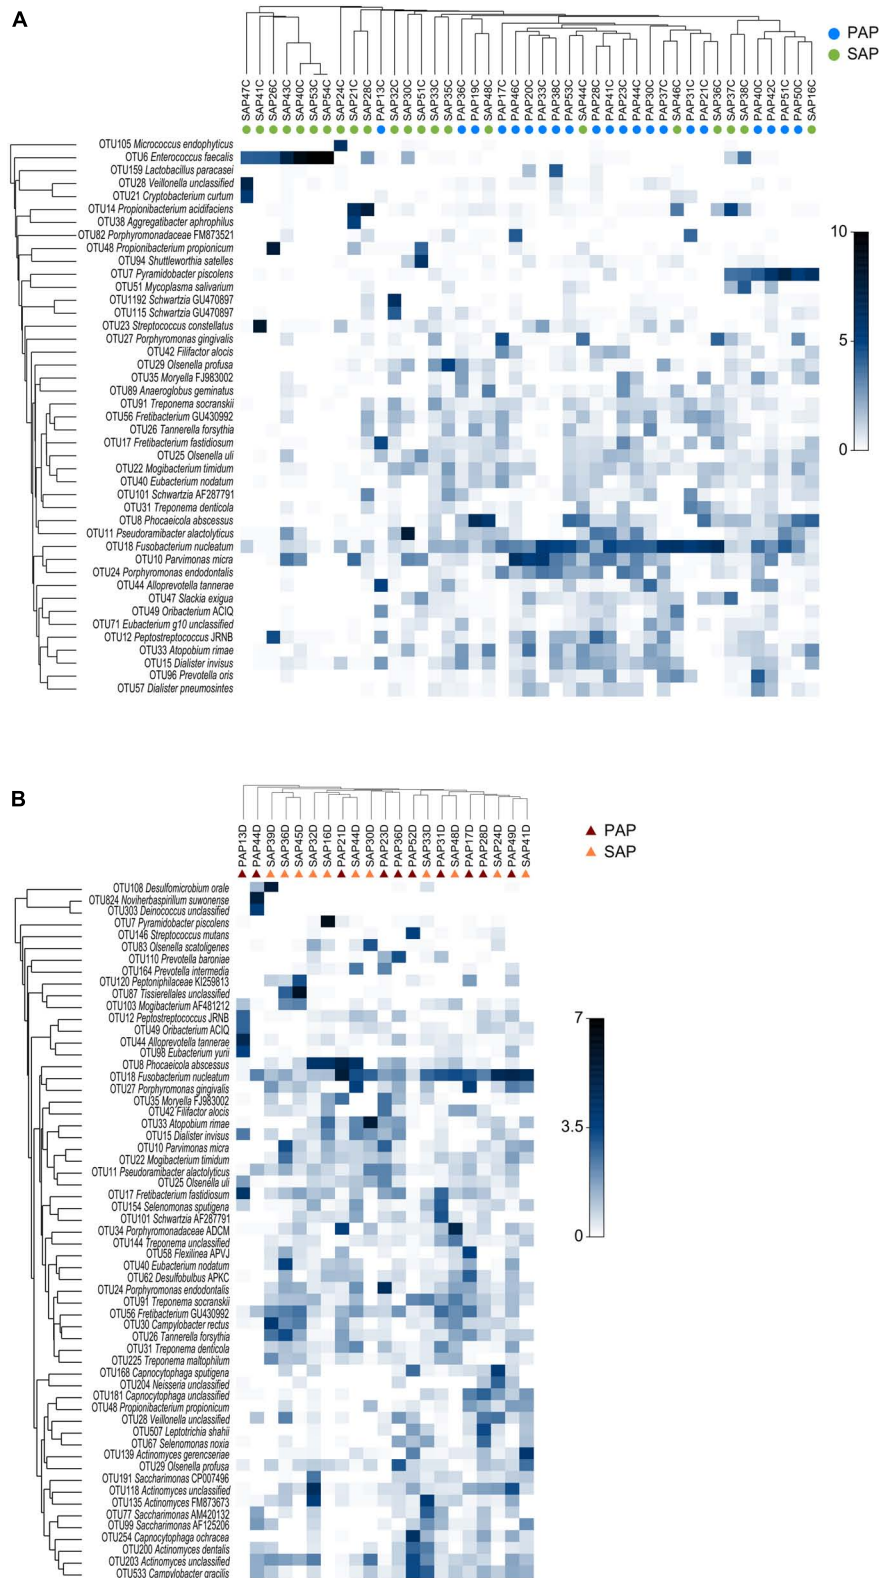 A
PAP
SAP
SAP47C SAP41C SAP26C SAP43C SAP40C SAP53C SAP54C SAP24C SAP21C SAP28C PAP13C SAP32C SAP30C SAP51C SAP33C SAP35C PAP36C PAP19C SAP48C PAP17C PAP46C PAP20C PAP33C PAP38C PAP53C SAP44C PAP28C PAP41C PAP23C PAP44C PAP30C PAP37C SAP46C PAP31C PAP21C SAP36C SAP37C SAP38C PAP40C PAP42C PAP51C PAP50C SAP16C
OTU105 Micrococcus endophyticus
OTU6 Enterococcus faecalis
OTU159 Lactobacillus paracasei
OTU28 Veillonella unclassified
OTU21 Cryptobacterium curtum
OTU14 Propionibacterium acidifaciens
OTU38 Aggregatibacter aphrophilus
OTU82 Porphyromonadaceae FM873521
OTU48 Propionibacterium propionicum
OTU94 Shuttleworthia satelles
OTU7 Pyramidobacter piscolens
OTU51 Mycoplasma salivarium
OTU1192 Schwartzia GU470897
OTU115 Schwartzia GU470897
OTU23 Streptococcus constellatus
OTU27 Porphyromonas gingivalis
OTU42 Filifactor alocis
OTU29 Olsenella profusa
OTU35 Moryella FJ983002
OTU89 Anaeroglobus geminatus
OTU91 Treponema socranskii
OTU56 Fretibacterium GU430992
OTU26 Tannerella forsythia
OTU17 Fretibacterium fastidiosum
OTU25 Olsenella uli
OTU22 Mogibacterium timidum
OTU40 Eubacterium nodatum
OTU101 Schwartzia AF287791
OTU31 Treponema denticola
OTU8 Phocaeicola abscessus
OTU11 Pseudoramibacter alactolyticus
OTU18 Fusobacterium nucleatum
OTU10 Parvimonas micra
OTU24 Porphyromonas endodontalis
OTU44 Alloprevotella tannerae
OTU47 Slackia exigua
OTU49 Oribacterium ACIQ
OTU71 Eubacterium g10 unclassified
OTU12 Peptostreptococcus JRNB
OTU33 Atopobium rimae
OTU15 Dialister invisus
OTU96 Prevotella oris
OTU57 Dialister pneumosintes
10
5
0
B
PAP
SAP
PAP13D PAP44D SAP39D SAP36D SAP45D SAP32D SAP16D PAP21D SAP44D SAP30D PAP23D PAP36D PAP52D SAP33D PAP31D SAP48D PAP17D PAP28D SAP24D PAP49D SAP41D
OTU108 Desulfomicrobium orale
OTU824 Noviherbaspirillum suwonense
OTU303 Deinococcus unclassified
OTU7 Pyramidobacter piscolens
OTU146 Streptococcus mutans
OTU83 Olsenella scatoligenes
OTU110 Prevotella baroniae
OTU164 Prevotella intermedia
OTU120 Peptoniphilaceae KI259813
OTU87 Tissierellales unclassified
OTU103 Mogibacterium AF481212
OTU12 Peptostreptococcus JRNB
OTU49 Oribacterium ACIQ
OTU44 Alloprevotella tannerae
OTU98 Eubacterium yurii
OTU8 Phocaeicola abscessus
OTU18 Fusobacterium nucleatum
OTU27 Porphyromonas gingivalis
OTU35 Moryella FJ983002
OTU42 Filifactor alocis
OTU33 Atopobium rimae
OTU15 Dialister invisus
OTU10 Parvimonas micra
OTU22 Mogibacterium timidum
OTU11 Pseudoramibacter alactolyticus
OTU25 Olsenella uli
OTU17 Fretibacterium fastidiosum
OTU154 Selenomonas sputigena
OTU101 Schwartzia AF287791
OTU34 Porphyromonadaceae ADCM
OTU144 Treponema unclassified
OTU58 Flexilinea APVJ
OTU40 Eubacterium nodatum
OTU62 Desulfobulbus APKC
OTU24 Porphyromonas endodontalis
OTU91 Treponema socranskii
OTU56 Fretibacterium GU430992
OTU30 Campylobacter rectus
OTU26 Tannerella forsythia
OTU31 Treponema denticola
OTU225 Treponema maltophilum
OTU168 Capnocytophaga sputigena
OTU204 Neisseria unclassified
OTU181 Capnocytophaga unclassified
OTU48 Propionibacterium propionicum
OTU28 Veillonella unclassified
OTU507 Leptotrichia shahii
OTU67 Selenomonas noxia
OTU139 Actinomyces gerencseriae
OTU29 Olsenella profusa
OTU191 Saccharimonas CP007496
OTU118 Actinomyces unclassified
OTU135 Actinomyces FM873673
OTU77 Saccharimonas AM420132
OTU99 Saccharimonas AF125206
OTU254 Capnocytophaga ochracea
OTU200 Actinomyces dentalis
OTU203 Actinomyces unclassified
OTU533 Campylobacter gracilis
7
3.5
0